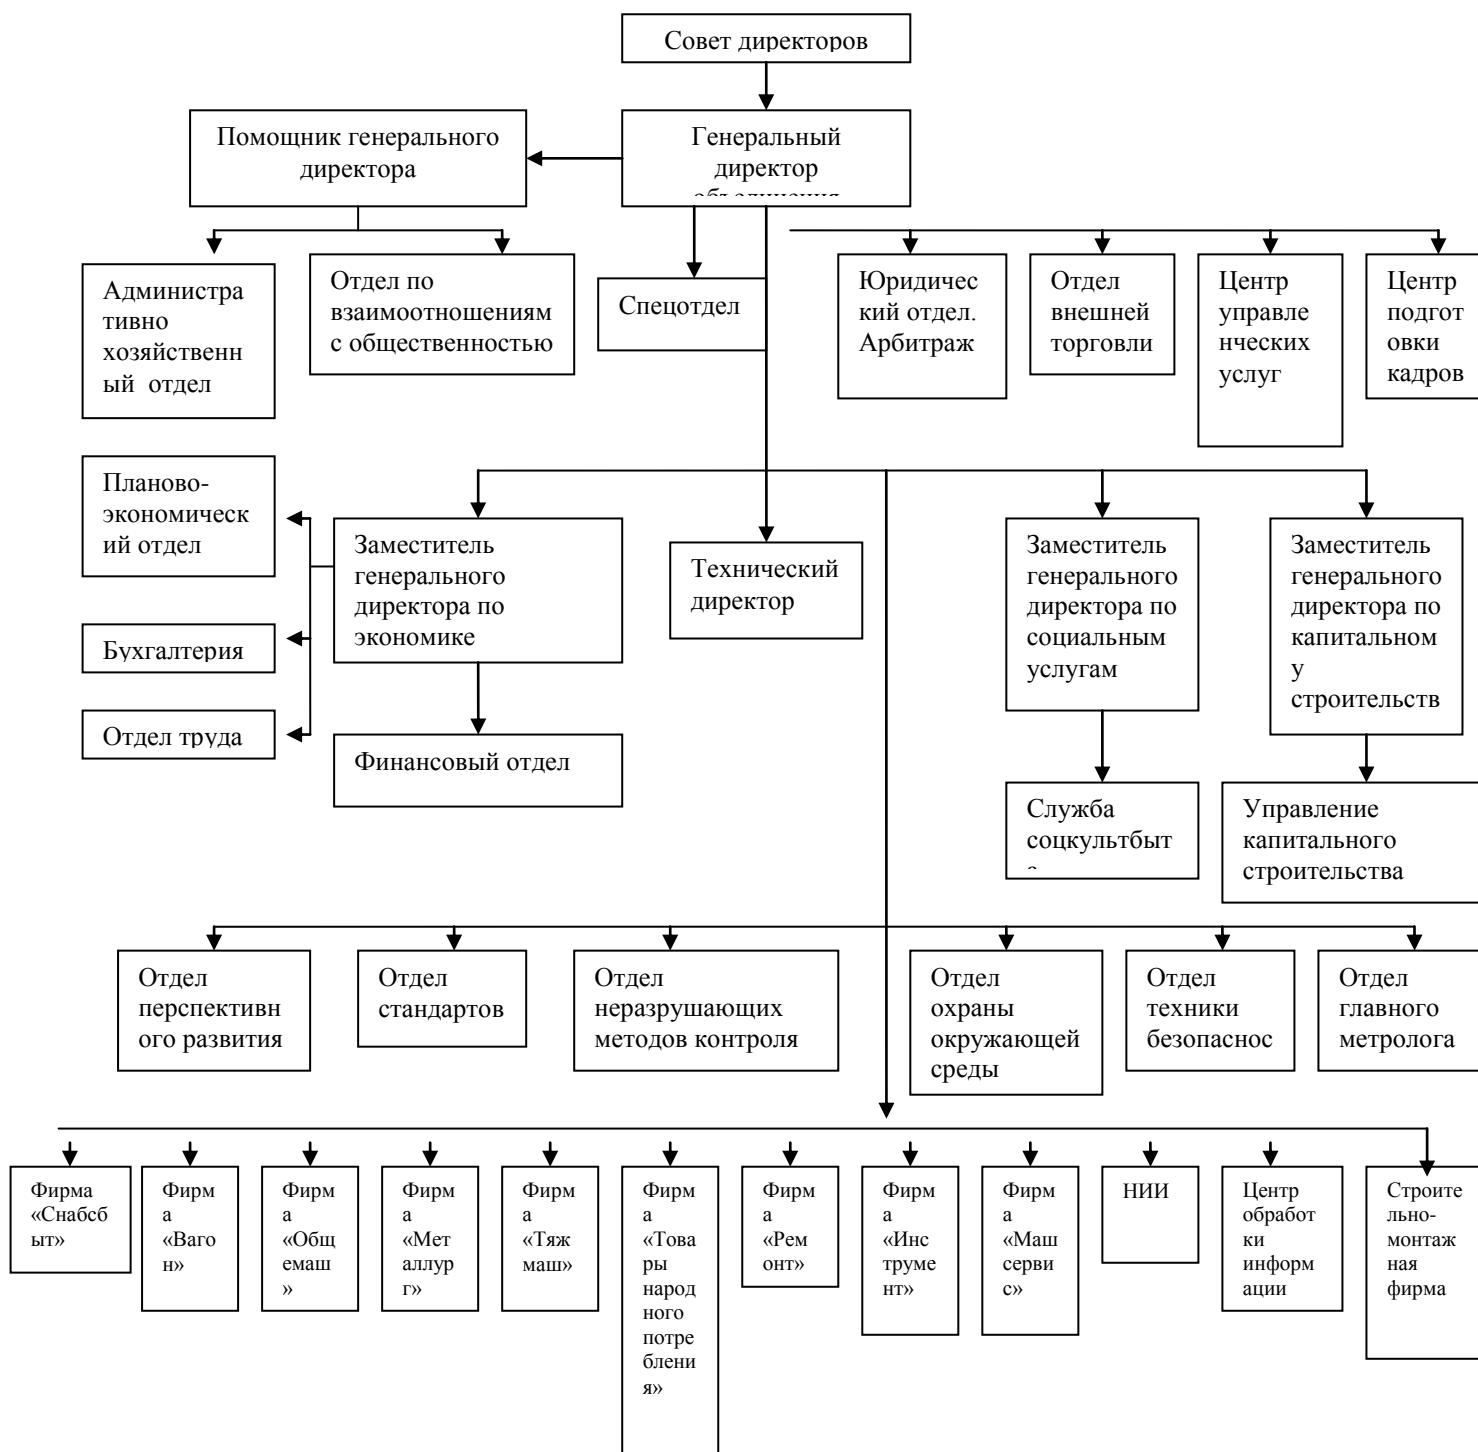 Совет директоров
Помощник генерального
директора
Генеральный
директор
объединения
Административно
Администра
тивно
хозяйственн
ый отдел
Отдел по
взаимоотношениям
с общественностью
Спецотдел
Юридичес
кий отдел.
Арбитраж
Отдел
внешней
торговли
Центр
управле
нческих
услуг
Центр
подгот
овки
кадров
Планово-
экономическ
ий отдел
Бухгалтерия
Отдел труда
Заместитель
генерального
директора по
экономике
Финансовый отдел
Технический
директор
Заместитель
генерального
директора по
социальным
услугам
Заместитель
генерального
директора по
капитальном
у
строительств
Служба
соцкультбыт
Управление
капитального
строительства
Отдел
перспективн
ого развития
Отдел
стандартов
Отдел
неразрушающих
методов контроля
Отдел
охраны
окружающей
среды
Отдел
техники
безопаснос
Отдел
главного
метролога
Фирма
«Снабсб
ыт»
Фирм
а
«Ваго
н»
Фирм
а
«Общ
емаш
»
Фирм
а
«Мет
аллур
г»
Фирм
а
«Тяж
маш»
Фирм
а
«Това
ры
народ
ного
потре
блени
я»
Фирм
а
«Рем
онт»
Фирм
а
«Инс
труме
нт»
Фирм
а
«Маш
серви
с»
НИИ
Центр
обработ
ки
информ
ации
Строите
льно-
монтаж
ная
фирма